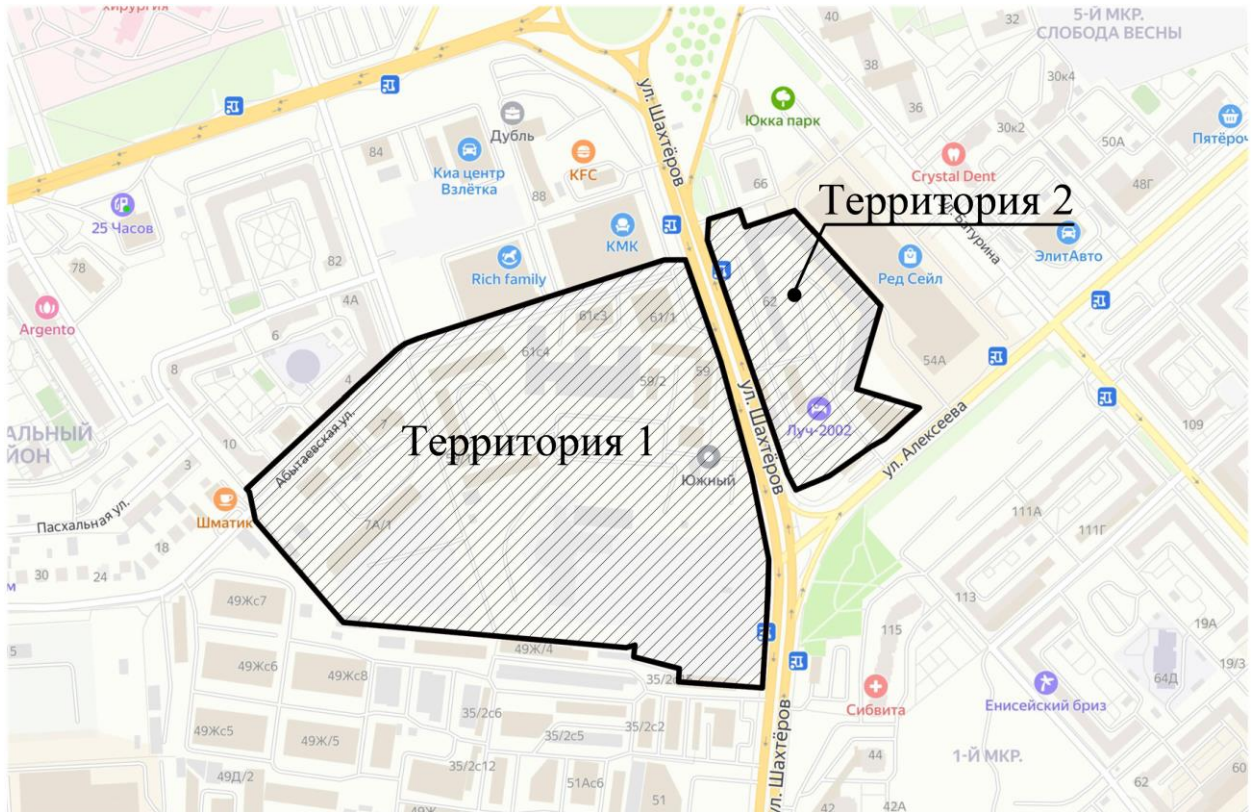 хирургия
40
32
5-Й МКР.
СЛОБОДА ВЕСНЫ
38
30к4
36
Юкка парк
30к2
50А
Пятёроч
Дубль
84
Киа центр
Взлётка
KFC
88
ул. Шахтёров
66
Crystal Dent
48Г
Территория 2
25 Часов
78
82
КМК
Rich family
ЭлитАвто
Ред Сейл
62
4А
Argento
6
61с3
61/1
61с4
59
59/2
54А
8
4
7
ул. Шахтёров
Луч-2002
ул. Алексеева
109
АЛЬНЫЙ
ЙОН
10
Абытаевская ул.
Территория 1
3
Южный
Пасхальная ул.
Шматик
7А/1
111А
111Г
18
30
24
м
49Жс7
113
115
19А
5
49Ж/4
49Жс6
49Жс8
19/3
64Д
Сибвита
Енисейский бриз
35/2с6
35/2с2
49Жс5
49Ж/5
35/2с5
ул. Шахтёров
44
1-Й МКР.
35/2с12
49Д/2
51Ас6
51
62
60
49Ж
42
42А